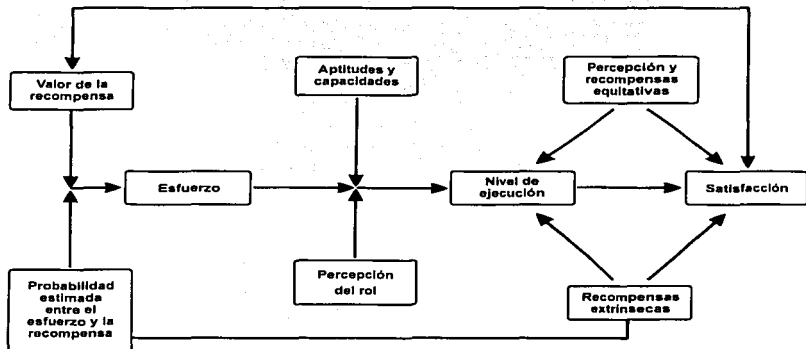 Valor de la
recompensa
Aptitudes y
capacidades
Percepción y
recompensas
equitativas
Esfuerzo
Nivel de
ejecución
Satisfacción
Probabilidad
estimada
entre el
esfuerzo y la
recompensa
Percepción
del rol
Recompensas
extrínsecas